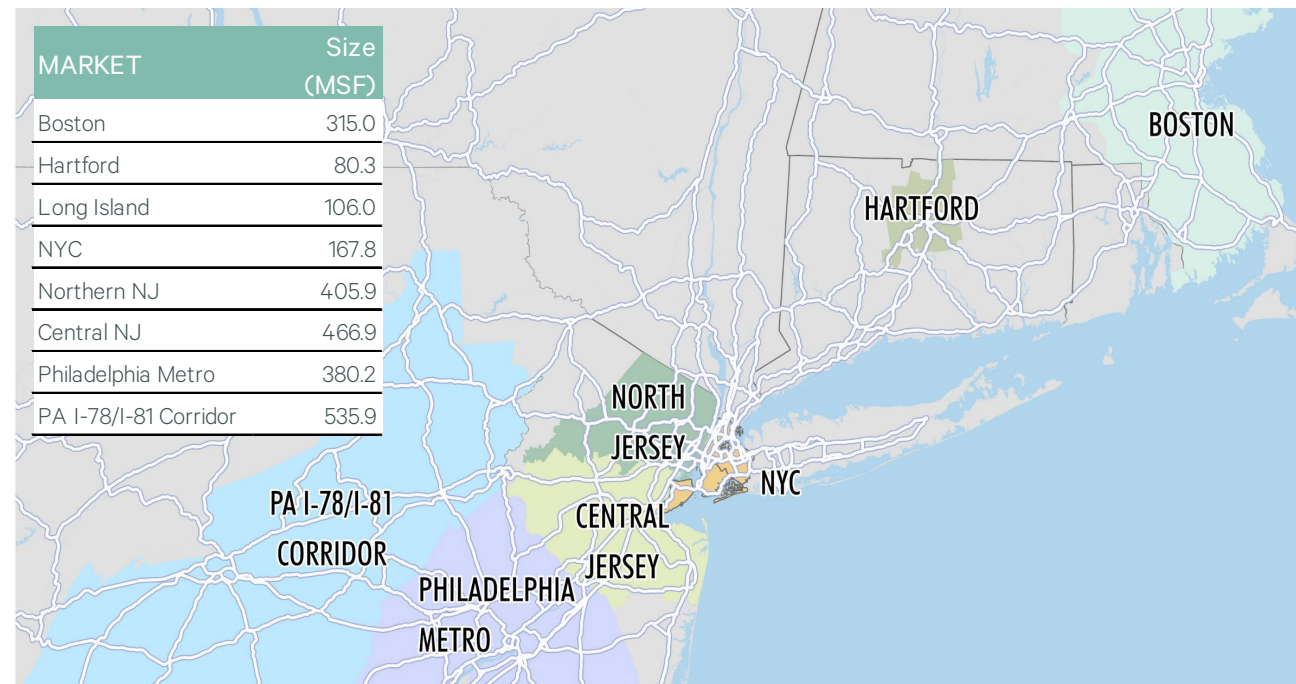 MARKET Size
(MSF)
Boston 315.0
Hartford 80.3
Long Island 106.0
NYC 167.8
Northern NJ 405.9
Central NJ 466.9
Philadelphia Metro 380.2
PA I-78/I-81 Corridor 535.9
BOSTON
HARTFORD
NORTH
JERSEY
NYC
PA I-78/I-81
CORRIDOR
CENTRAL
JERSEY
PHILADELPHIA
METRO